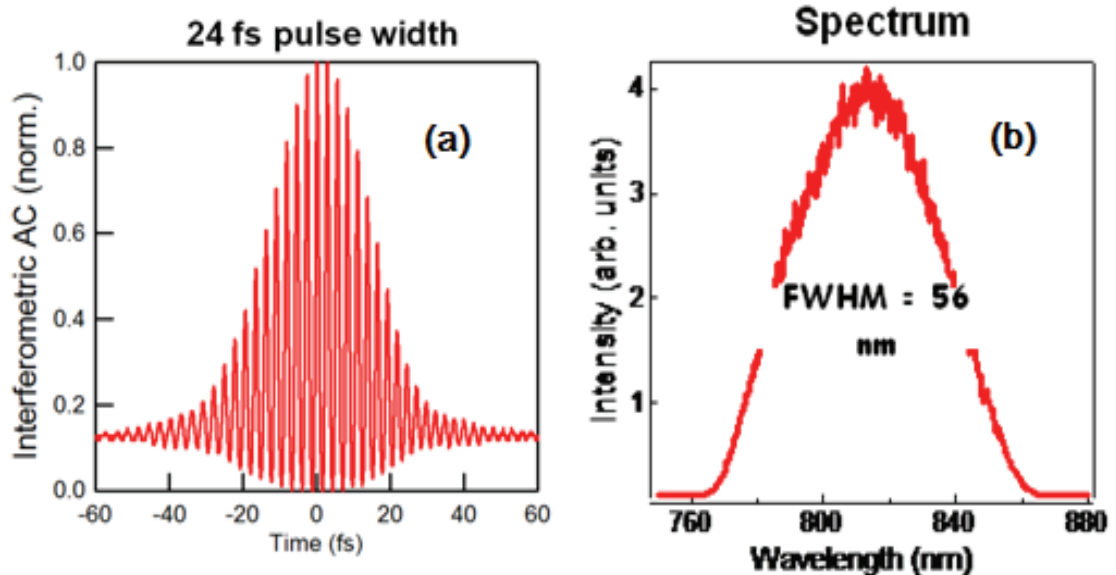 24 fs pulse width
(a)
Interferometric AC (norm.)
1.0
0.8
0.6
0.4
0.2
0.0
-60
-40
-20
0
20
40
60
Time (fs)
Spectrum
(b)
Intensity (arb. units)
4
3
2
1
FWHM = 56
nm
760
800
840
880
Wavelength (nm)